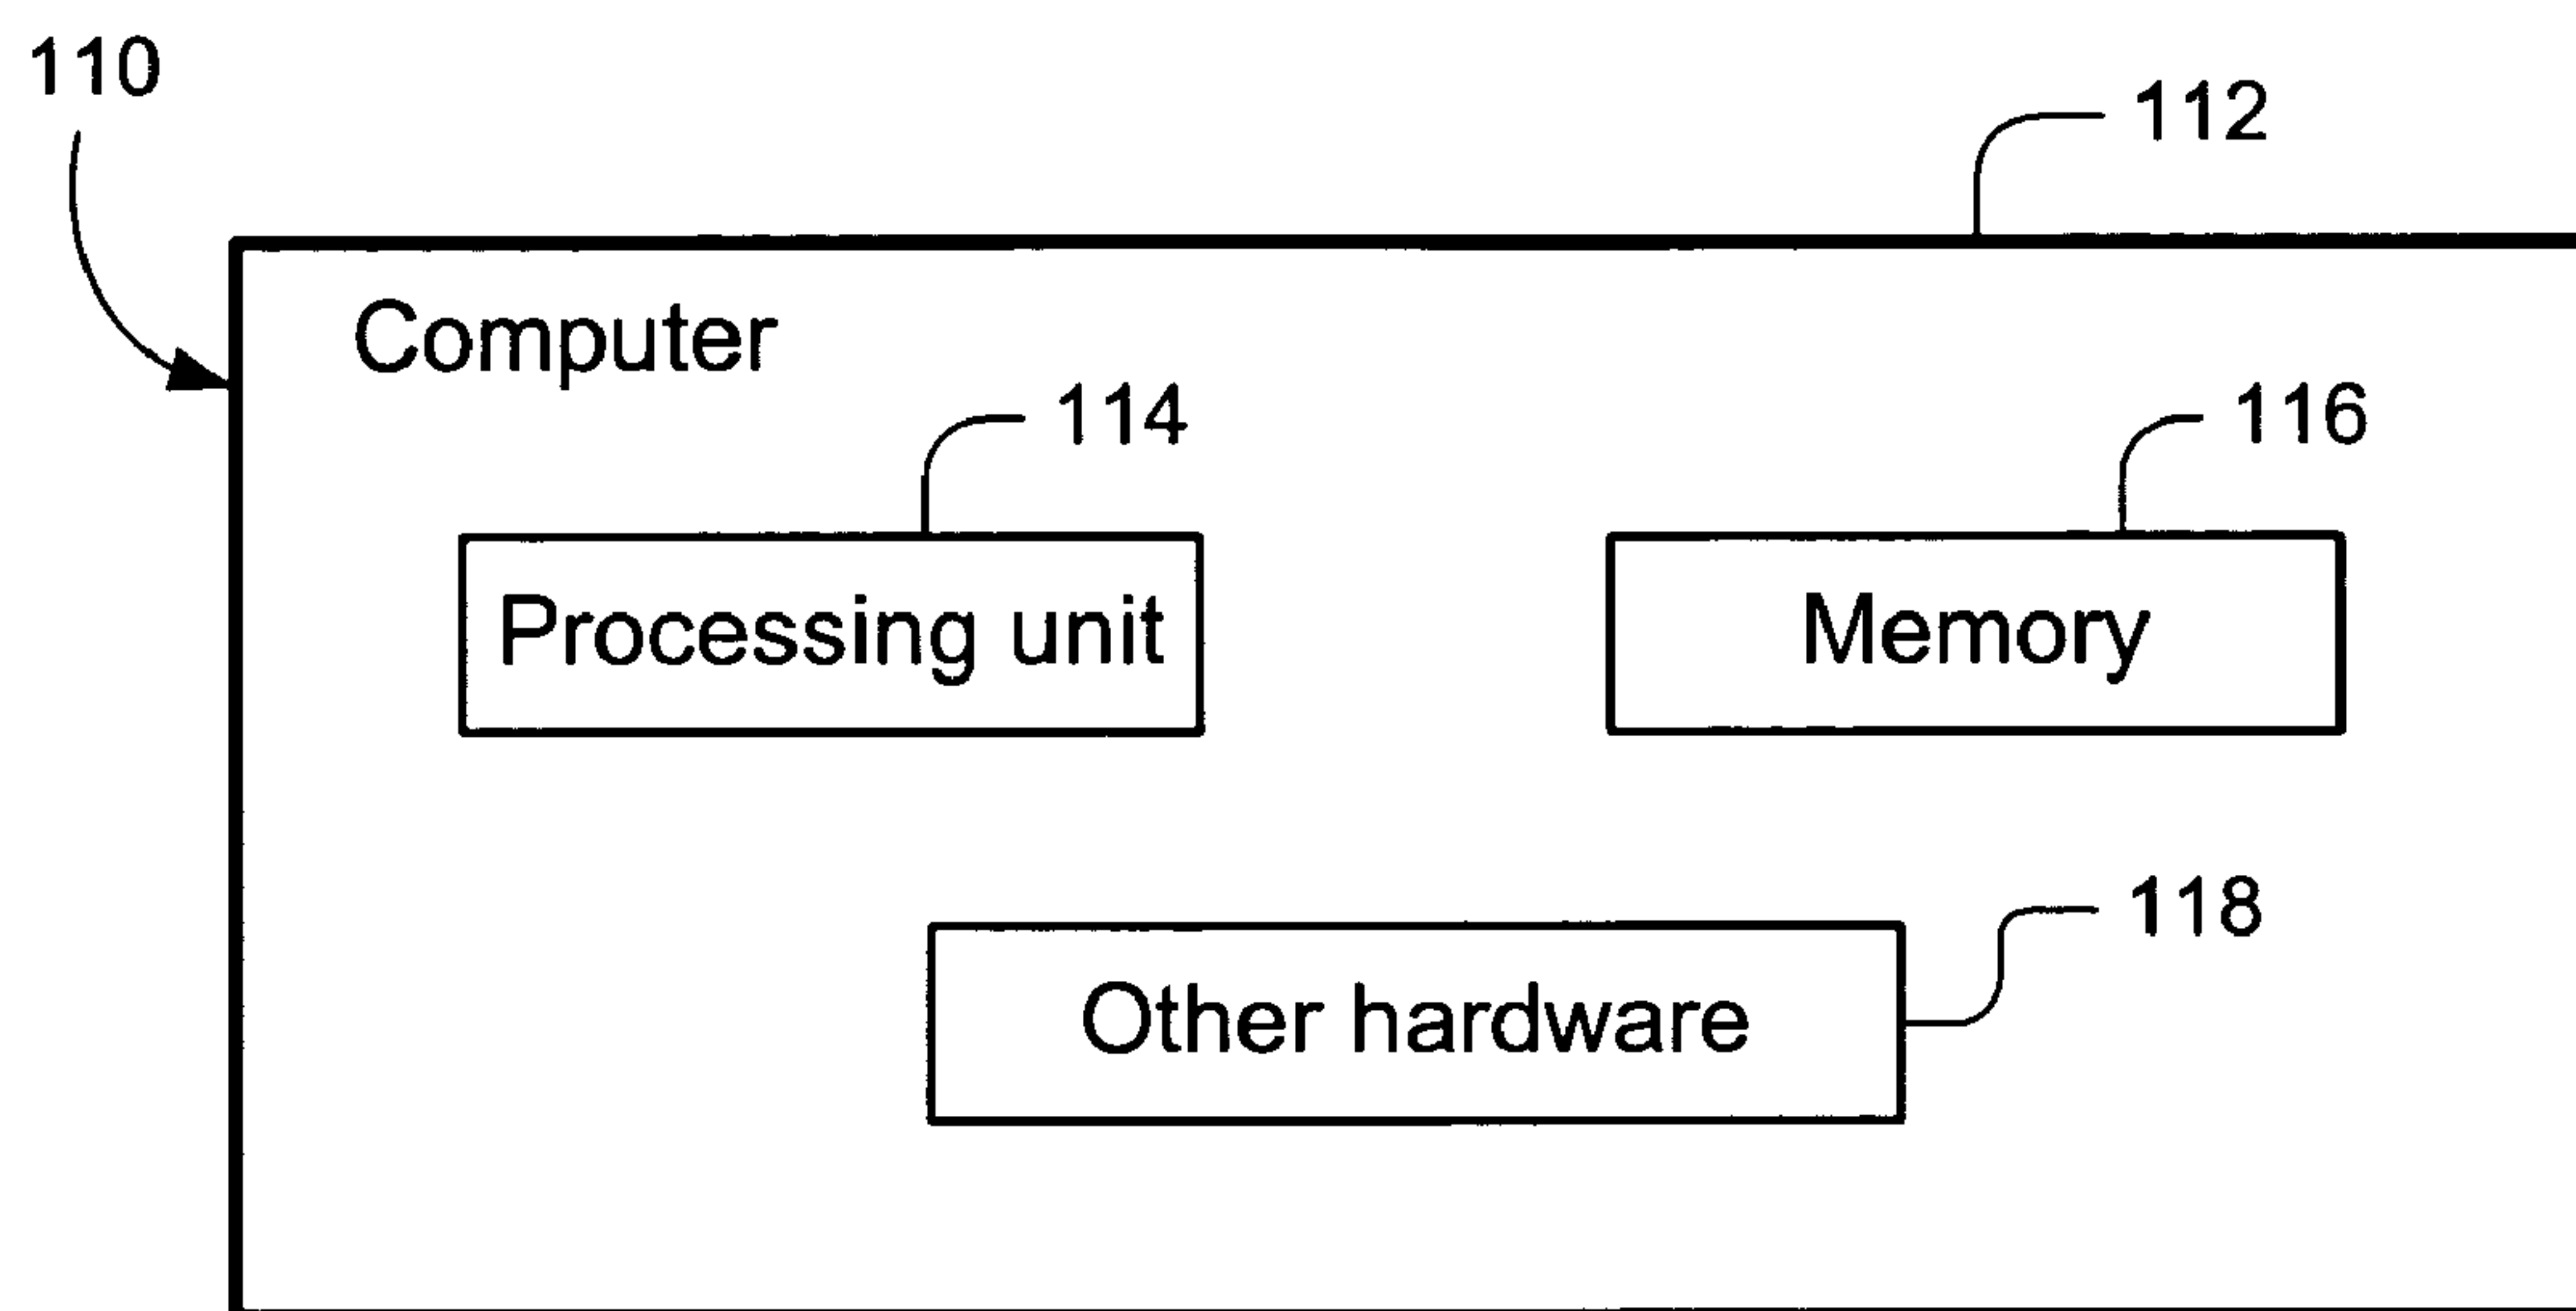 110
112
Computer
114
116
Processing unit
Memory
118
Other hardware